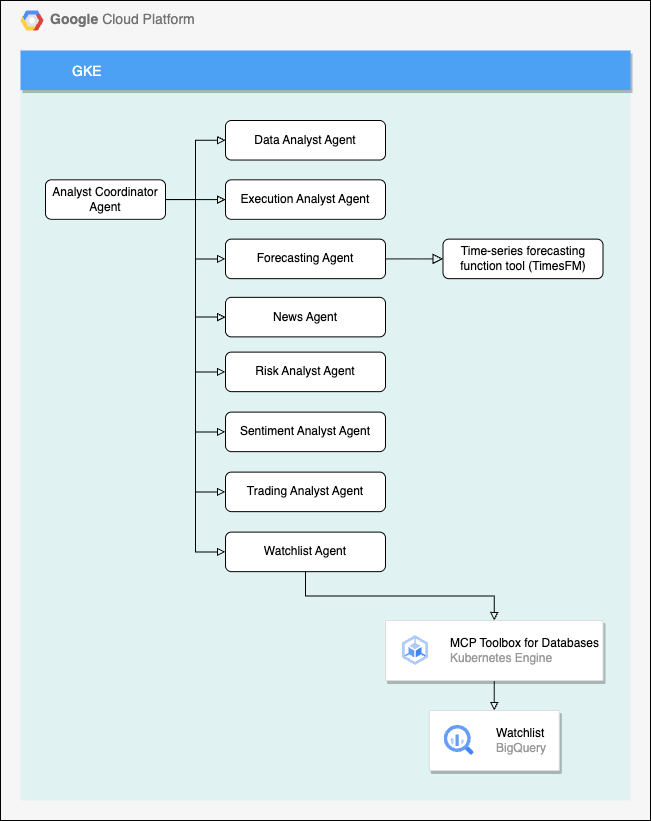 Google Cloud Platform
GKE
Data Analyst Agent
Analyst Coordinator
Agent
Execution Analyst Agent
Forecasting Agent
Time-series forecasting
function tool (TimesFM)
News Agent
Risk Analyst Agent
Sentiment Analyst Agent
Trading Analyst Agent
Watchlist Agent
MCP Toolbox for Databases
Kubernetes Engine
Watchlist
BigQuery